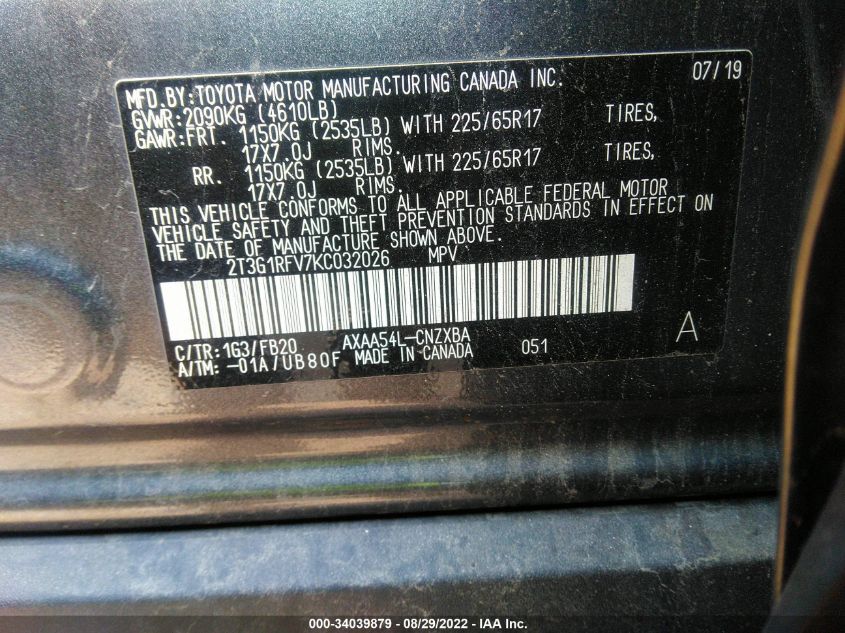 MFD.BY:TOYOTA MOTOR MANUFACTURING CANADA INC. 07/19
GVWR:2090KG (4610LB)
GAWR:FRT. 1150KG (2535LB) WITH 225/65R17 TIRES,
17X7.0J RIMS.
RR. 1150KG (2535LB) WITH 225/65R17 TIRES,
17X7.0J RIMS.
THIS VEHICLE CONFORMS TO ALL APPLICABLE FEDERAL MOTOR
VEHICLE SAFETY AND THEFT PREVENTION STANDARDS IN EFFECT ON
THE DATE OF MANUFACTURE SHOWN ABOVE.
2T3G1RFV7KC032026 MPV
C/TR: 1G3/FB20 AXAA54L-CNZXBA A
A/TM: -01A/UB80F MADE IN CANADA 051
000-34039879 - 08/29/2022 - IAA Inc.